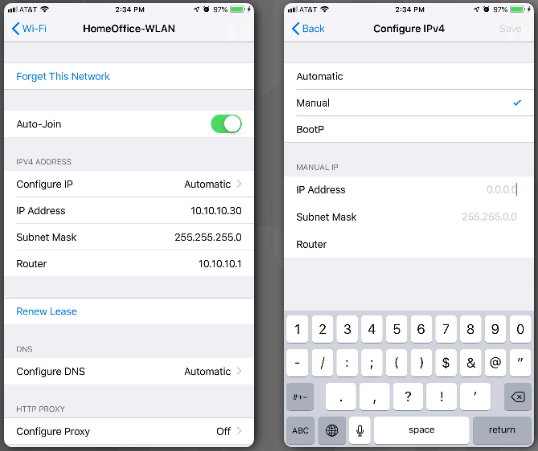 AT&T 2:34 PM 97%
Wi-Fi HomeOffice-WLAN
Forget This Network
Auto-Join
IPV4 ADDRESS
Configure IP Automatic
IP Address 10.10.10.30
Subnet Mask 255.255.255.0
Router 10.10.10.1
Renew Lease
DNS
Configure DNS Automatic
HTTP PROXY
Configure Proxy Off
AT&T 2:34 PM 97%
Back Configure IPv4 Save
Automatic
Manual
BootP
MANUAL IP
IP Address 0.0.0.0
Subnet Mask 255.255.0.0
Router
1 2 3 4 5 6 7 8 9 0
- / : ; ( ) $ & @ "
#+= . , ? ! '
ABC space return